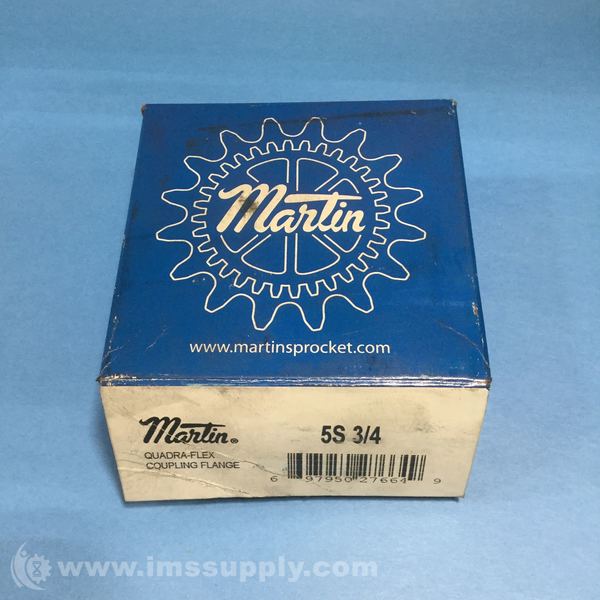 Martin
www.martinsprocket.com
Martin®
5S 3/4
QUADRA-FLEX
COUPLING FLANGE
6 97950 27664 9
www.imssupply.com